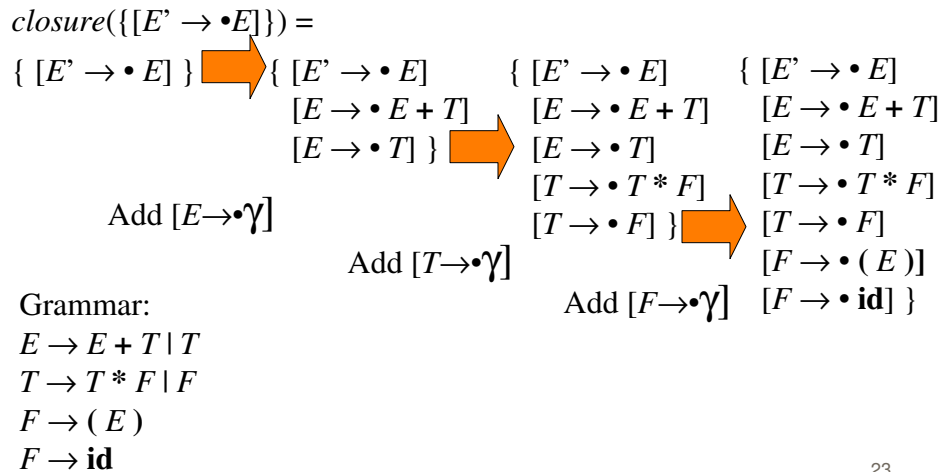 closure({[E’ → •E]}) =
{ [E’ → • E] }
{ [E’ → • E]
[E → • E + T]
[E → • T] }
{ [E’ → • E]
[E → • E + T]
[E → • T]
[T → • T * F]
[T → • F] }
{ [E’ → • E]
[E → • E + T]
[E → • T]
[T → • T * F]
[T → • F]
[F → • ( E )]
[F → • id] }
Add [E→•γ]
Add [T→•γ]
Add [F→•γ]
Grammar:
E → E + T | T
T → T * F | F
F → ( E )
F → id
23